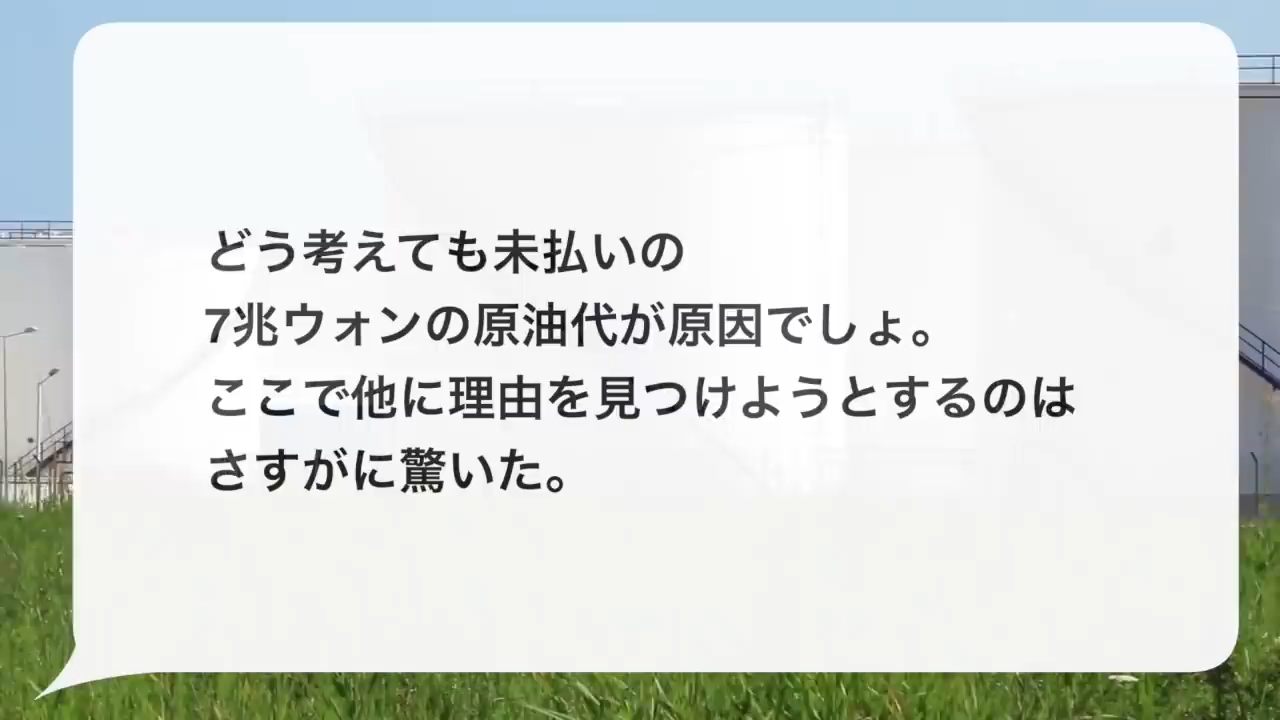 どう考えても未払いの
7兆ウォンの原油代が原因でしょ。
ここで他に理由を見つけようとするのは
さすがに驚いた。